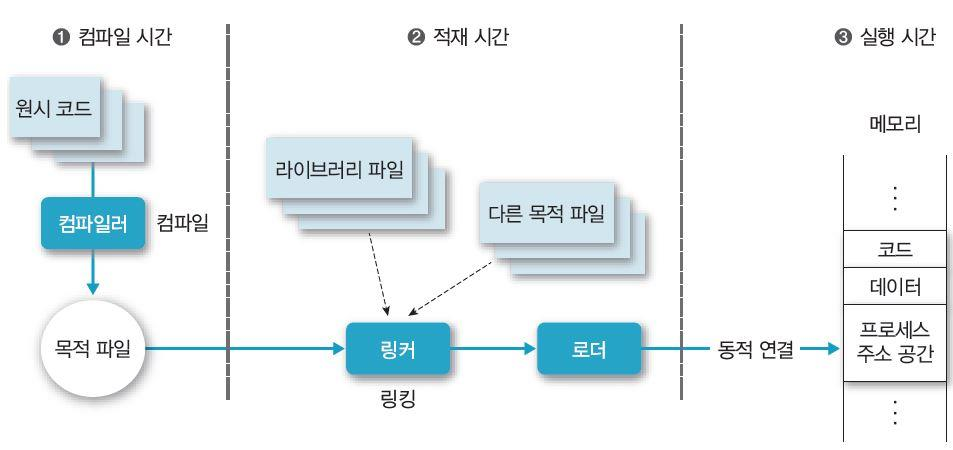 ❶ 컴파일 시간
❷ 적재 시간
❸ 실행 시간
원시 코드
컴파일러
컴파일
목적 파일
라이브러리 파일
다른 목적 파일
링커
링킹
로더
동적 연결
메모리
⋮
코드
데이터
프로세스
주소 공간
⋮